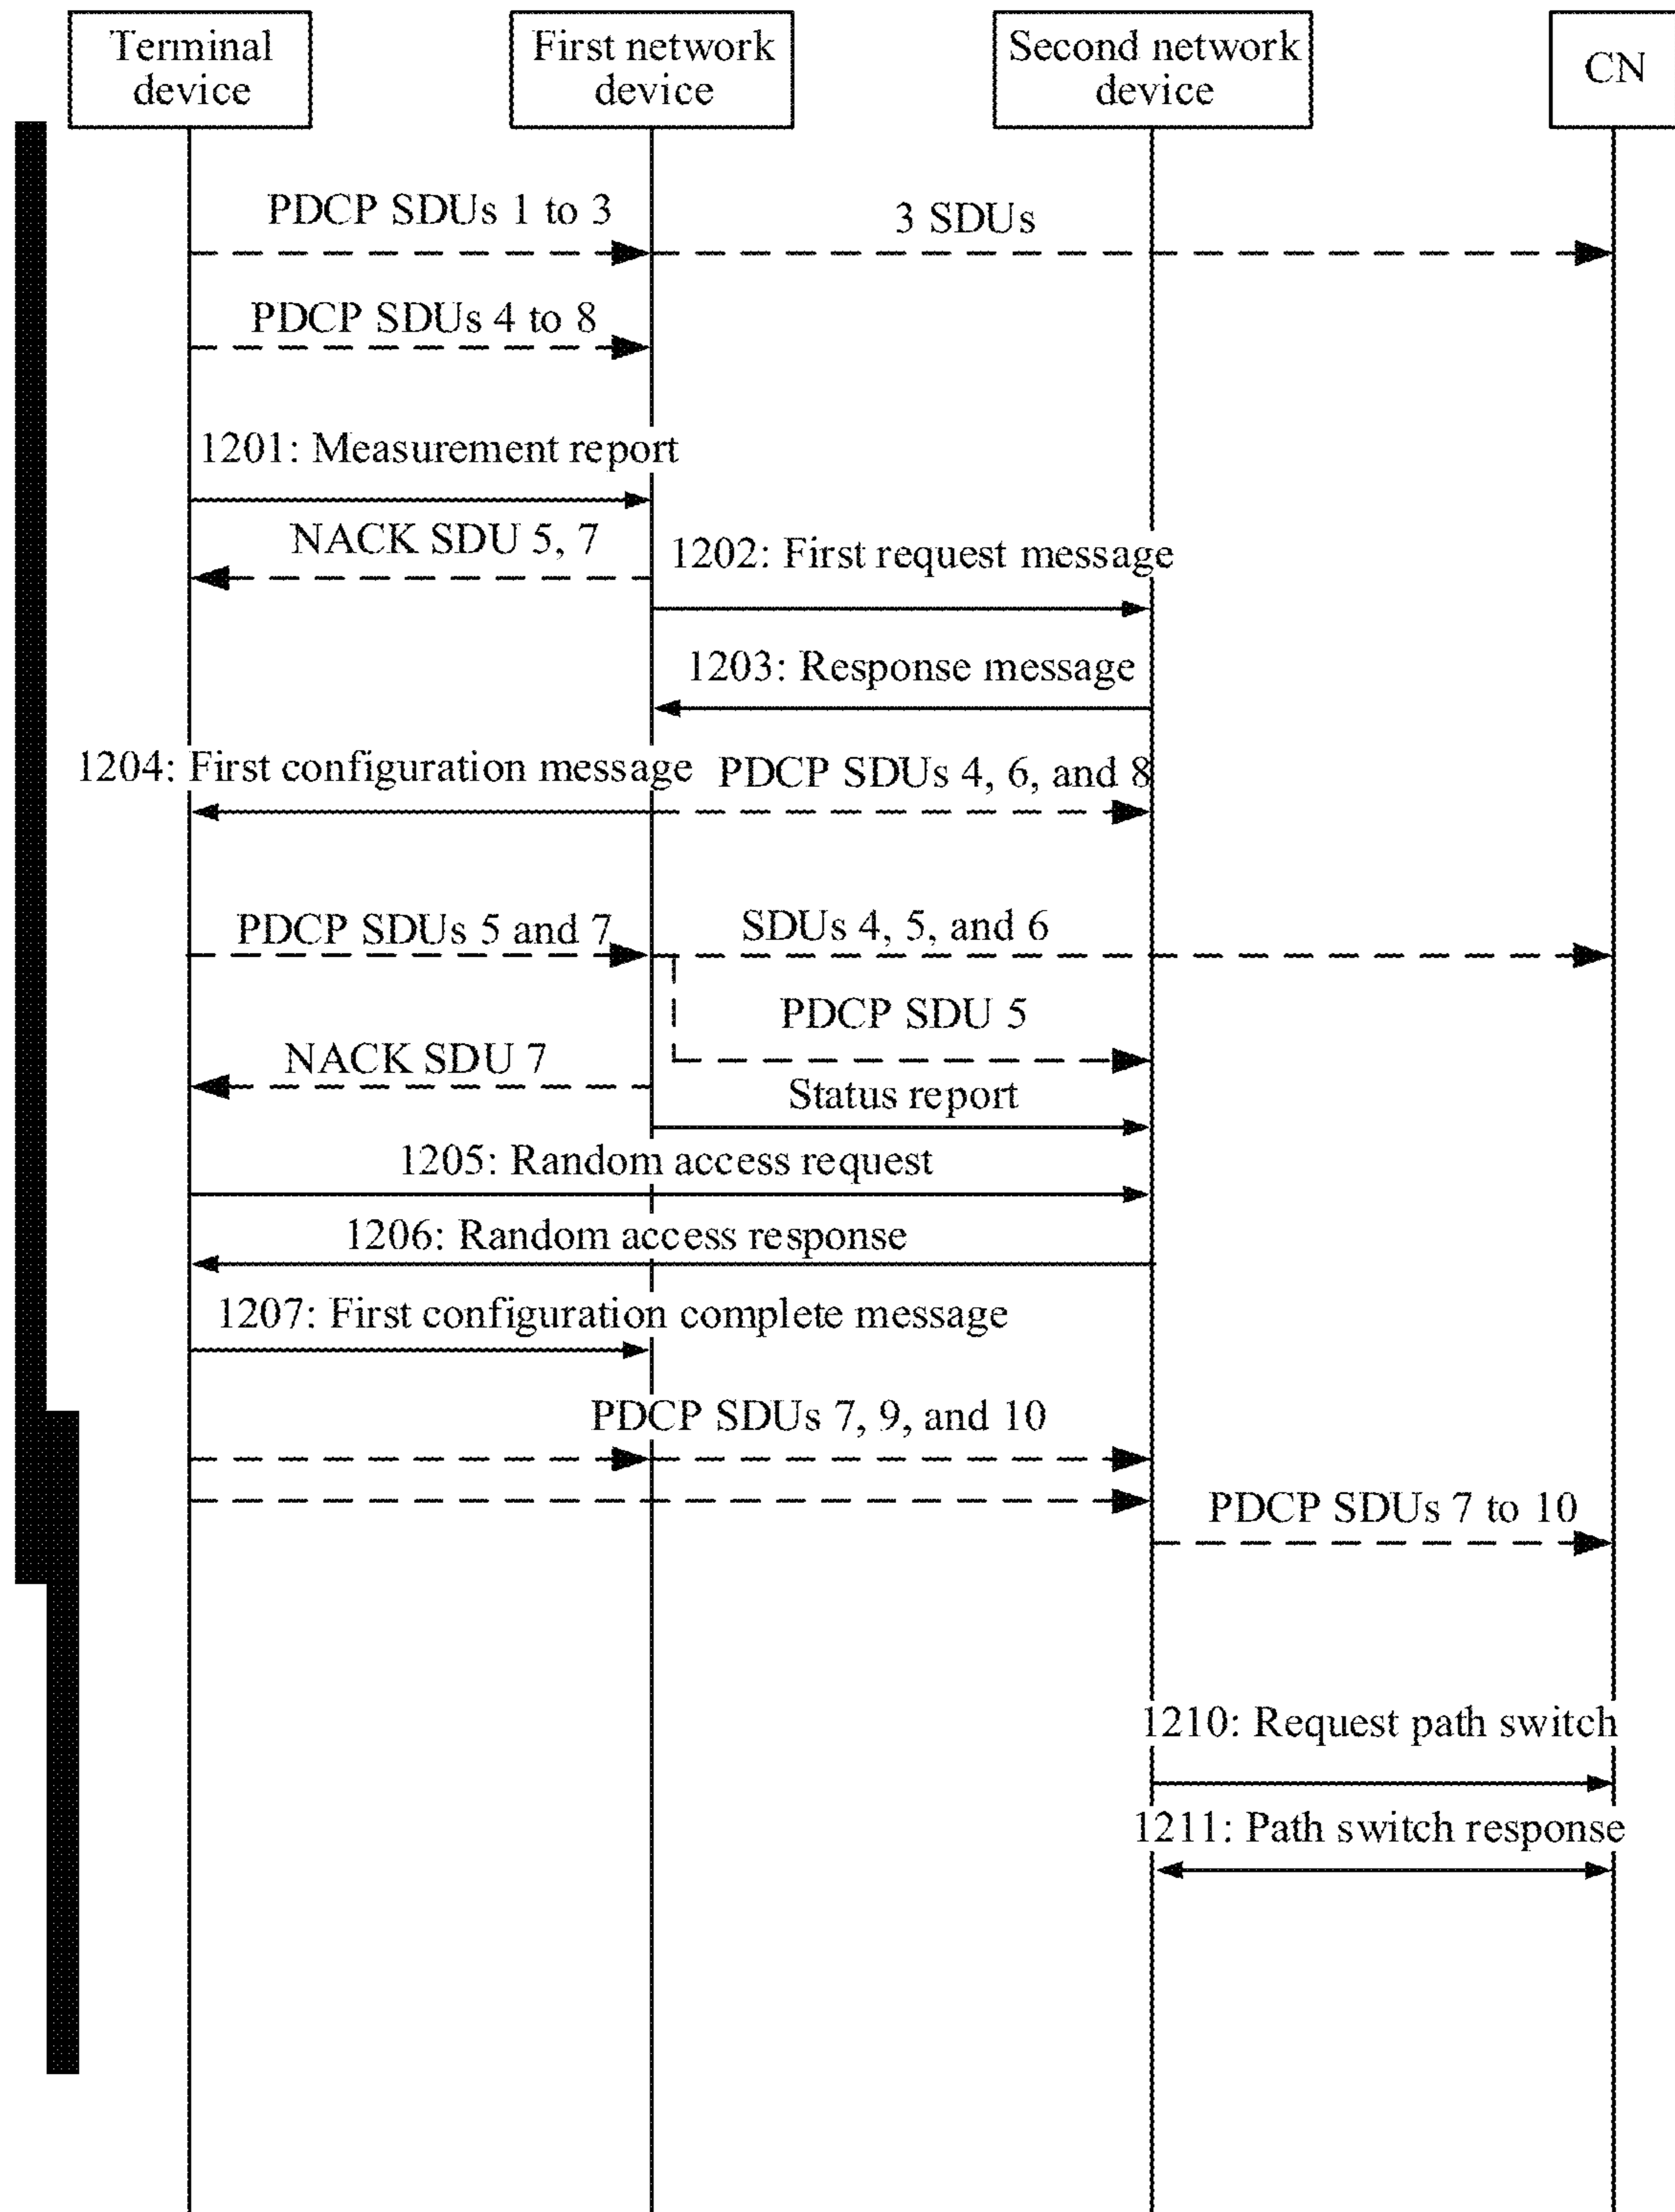 Terminal
device
First network
device
Second network
device
CN
PDCP SDUs 1 to 3
3 SDUs
PDCP SDUs 4 to 8
1201: Measurement report
NACK SDU 5, 7
1202: First request message
1203: Response message
1204: First configuration message
PDCP SDUs 4, 6, and 8
PDCP SDUs 5 and 7
SDUs 4, 5, and 6
PDCP SDU 5
NACK SDU 7
Status report
1205: Random access request
1206: Random access response
1207: First configuration complete message
PDCP SDUs 7, 9, and 10
PDCP SDUs 7 to 10
1210: Request path switch
1211: Path switch response